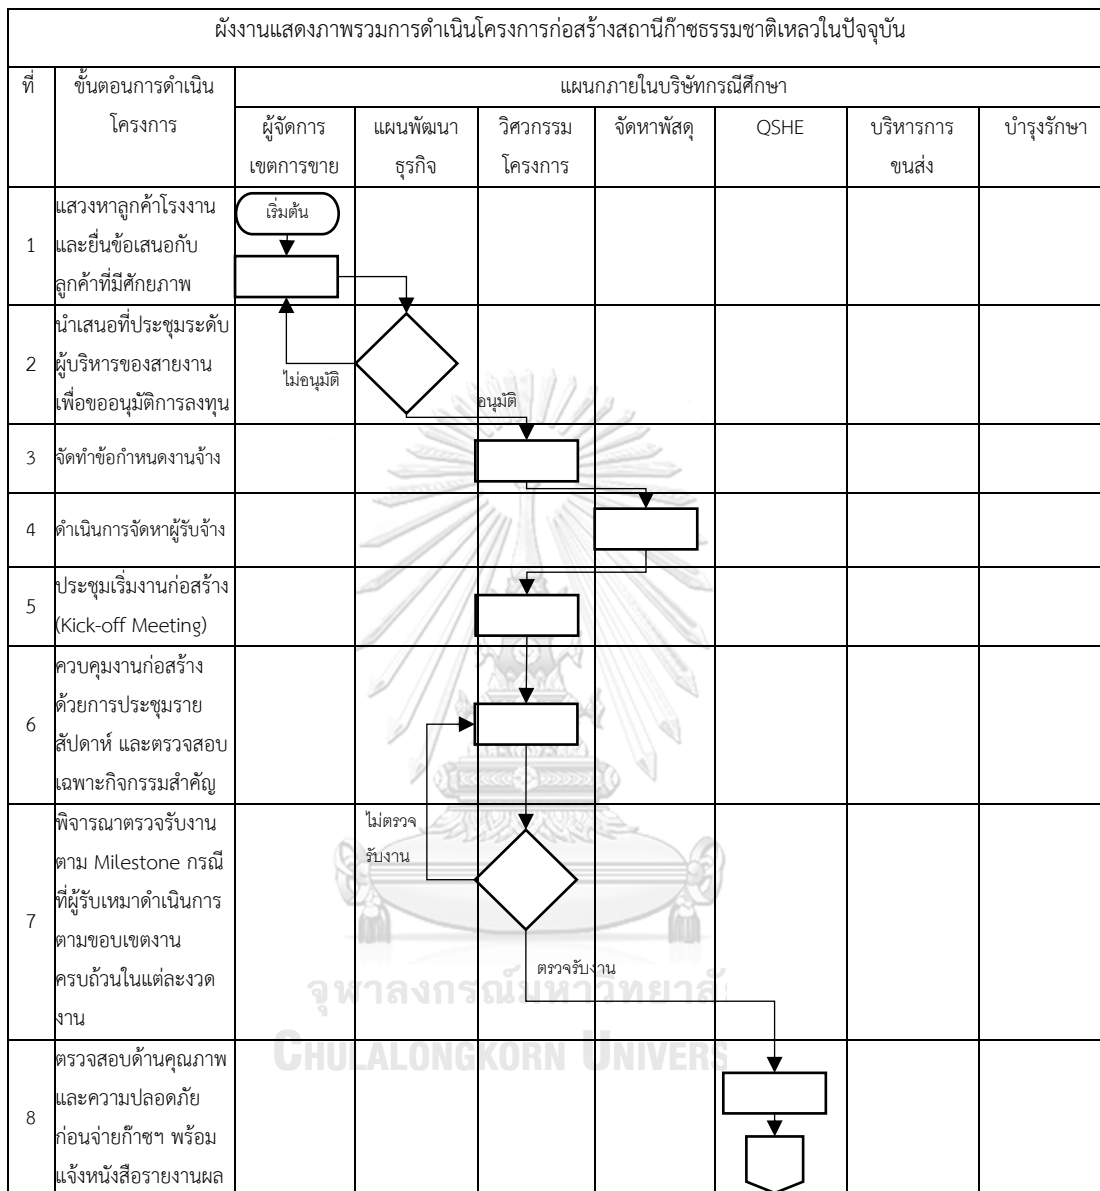 ผังงานแสดงภาพรวมการดำเนินโครงการก่อสร้างสถานีก๊าซธรรมชาติเหลวในปัจจุบัน
ที่
ขั้นตอนการดำเนิน
โครงการ
แผนกภายในบริษัทกรณีศึกษา
ผู้จัดการ
เขตการขาย
แผนพัฒนา
ธุรกิจ
วิศวกรรม
โครงการ
จัดหาพัสดุ
QSHE
บริหารการ
ขนส่ง
บำรุงรักษา
1
แสวงหาลูกค้าโรงงาน
และยื่นข้อเสนอกับ
ลูกค้าที่มีศักยภาพ
เริ่มต้น
2
นำเสนอที่ประชุมระดับ
ผู้บริหารของสายงาน
เพื่อขออนุมัติการลงทุน
ไม่อนุมัติ
อนุมัติ
3
จัดทำข้อกำหนดงานจ้าง
4
ดำเนินการจัดหาผู้รับจ้าง
5
ประชุมเริ่มงานก่อสร้าง
(Kick-off Meeting)
6
ควบคุมงานก่อสร้าง
ด้วยการประชุมราย
สัปดาห์ และตรวจสอบ
เฉพาะกิจกรรมสำคัญ
7
พิจารณาตรวจรับงาน
ตาม Milestone กรณี
ที่ผู้รับเหมาดำเนินการ
ตามขอบเขตงาน
ครบถ้วนในแต่ละงวด
งาน
ไม่ตรวจ
รับงาน
ตรวจรับงาน
จุฬาลงกรณ์มหาวิทยาลั
CHULALONGKORN UNIVERS
8
ตรวจสอบด้านคุณภาพ
และความปลอดภัย
ก่อนจ่ายก๊าซฯ พร้อม
แจ้งหนังสือรายงานผล